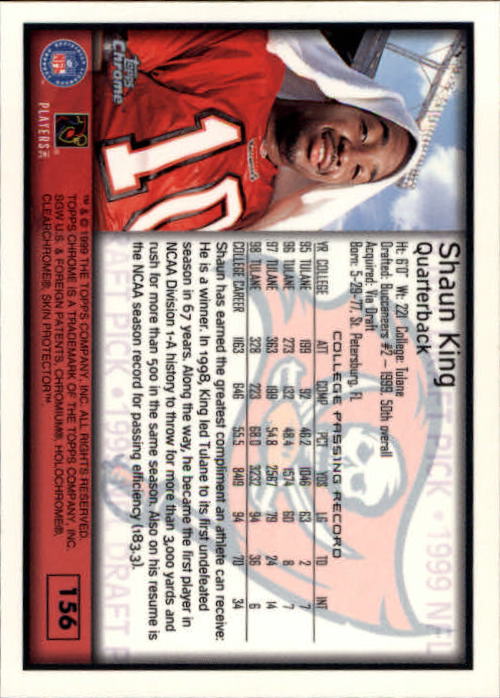 Shaun King
Quarterback
Ht: 6'0" Wt: 221 College: Tulane
Drafted: Buccaneers #2 – 1999, 50th overall
Acquired: Via Draft
Born: 5-29-77, St. Petersburg, FL
COLLEGE PASSING RECORD
YR COLLEGE ATT COMP PCT YDS LG TD INT
95 TULANE 199 92 46.2 1046 63 2 7
96 TULANE 273 132 48.4 1574 60 8 7
97 TULANE 363 199 54.8 2567 79 24 14
98 TULANE 328 223 68.0 3232 94 36 6
COLLEGE CAREER 1163 646 55.5 8419 94 70 34
Shaun has earned the greatest compliment an athlete can receive:
He is a winner. In 1998, King led Tulane to its first undefeated
season in 67 years. Along the way, he became the first player in
NCAA Division 1-A history to throw for more than 3,000 yards and
rush for more than 500 in the same season. Also on his resume is
the NCAA season record for passing efficiency (183.3).
10
Topps
Chrome
NFL
PLAYERS INC
™ & © 1999 THE TOPPS COMPANY, INC. ALL RIGHTS RESERVED.
TOPPS CHROME IS A TRADEMARK OF THE TOPPS COMPANY, INC.
SGW U.S. & FOREIGN PATENTS, CHROMIUM®, HOLOCHROME®,
CLEARCHROME®, SKIN PROTECTOR™
156